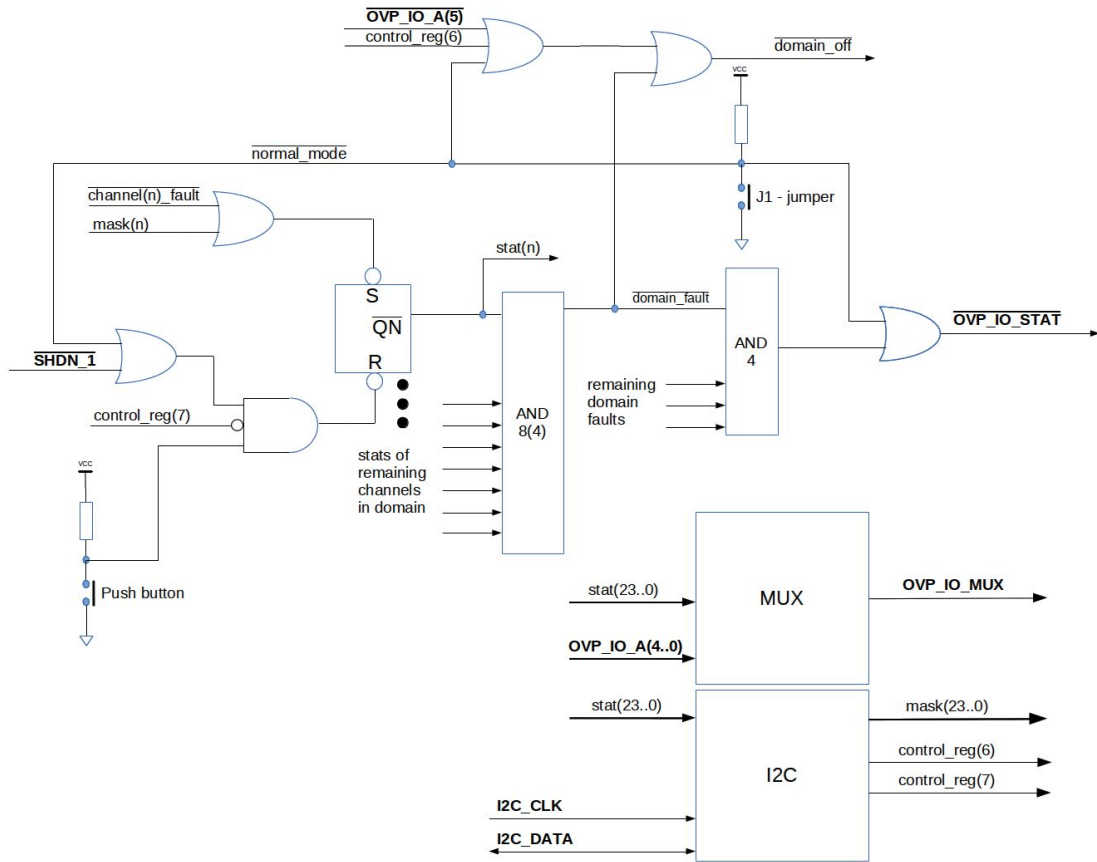 OVP_IO_A(5)
control_reg(6)
domain_off
vcc
normal_mode
channel(n)_fault
mask(n)
J1 - jumper
stat(n)
S
QN
R
domain_fault
OVP_IO_STAT
SHDN_1
AND
4
AND
8(4)
remaining
domain
faults
control_reg(7)
stats of
remaining
channels
in domain
vcc
Push button
stat(23..0)
MUX
OVP_IO_MUX
OVP_IO_A(4..0)
stat(23..0)
mask(23..0)
control_reg(6)
I2C
control_reg(7)
I2C_CLK
I2C_DATA